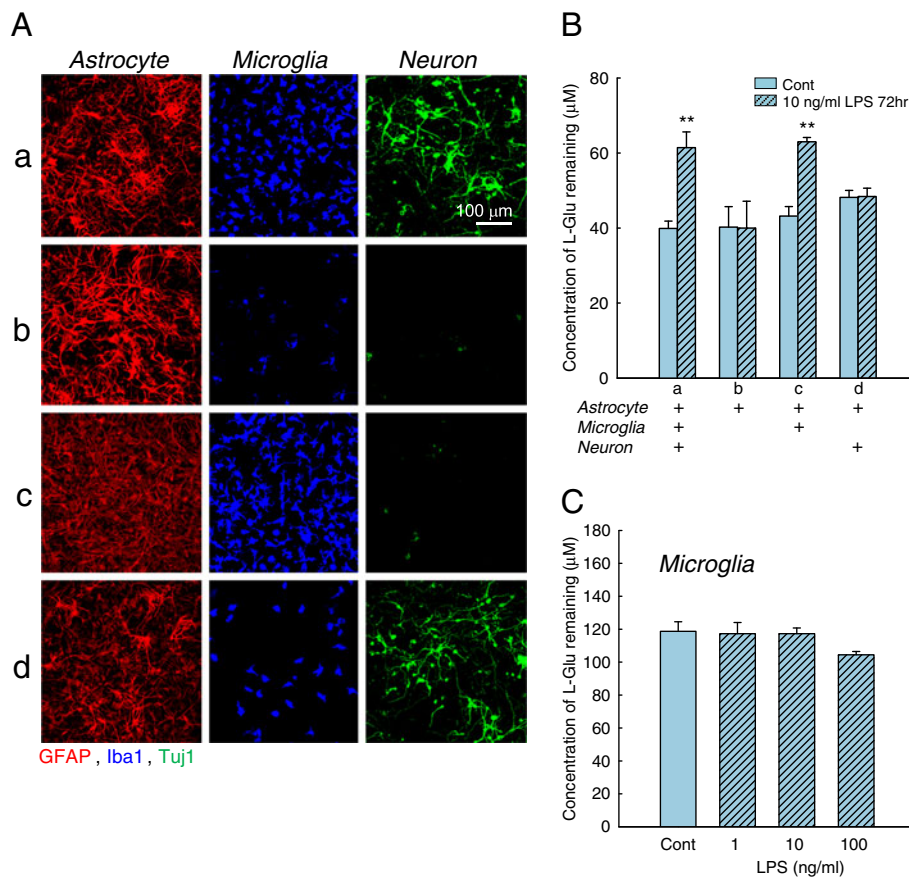 A
Astrocyte Microglia Neuron
a
100 μm
b
c
d
GFAP , Iba1 , Tuj1
B
Concentration of L-Glu remaining (μM)
80
60
40
20
0
Cont
10 ng/ml LPS 72hr
** **
a b c d
Astrocyte + + + +
Microglia + +
Neuron + +
C
Concentration of L-Glu remaining (μM)
180
160
140
120
100
80
60
40
20
0
Microglia
Cont 1 10 100
LPS (ng/ml)